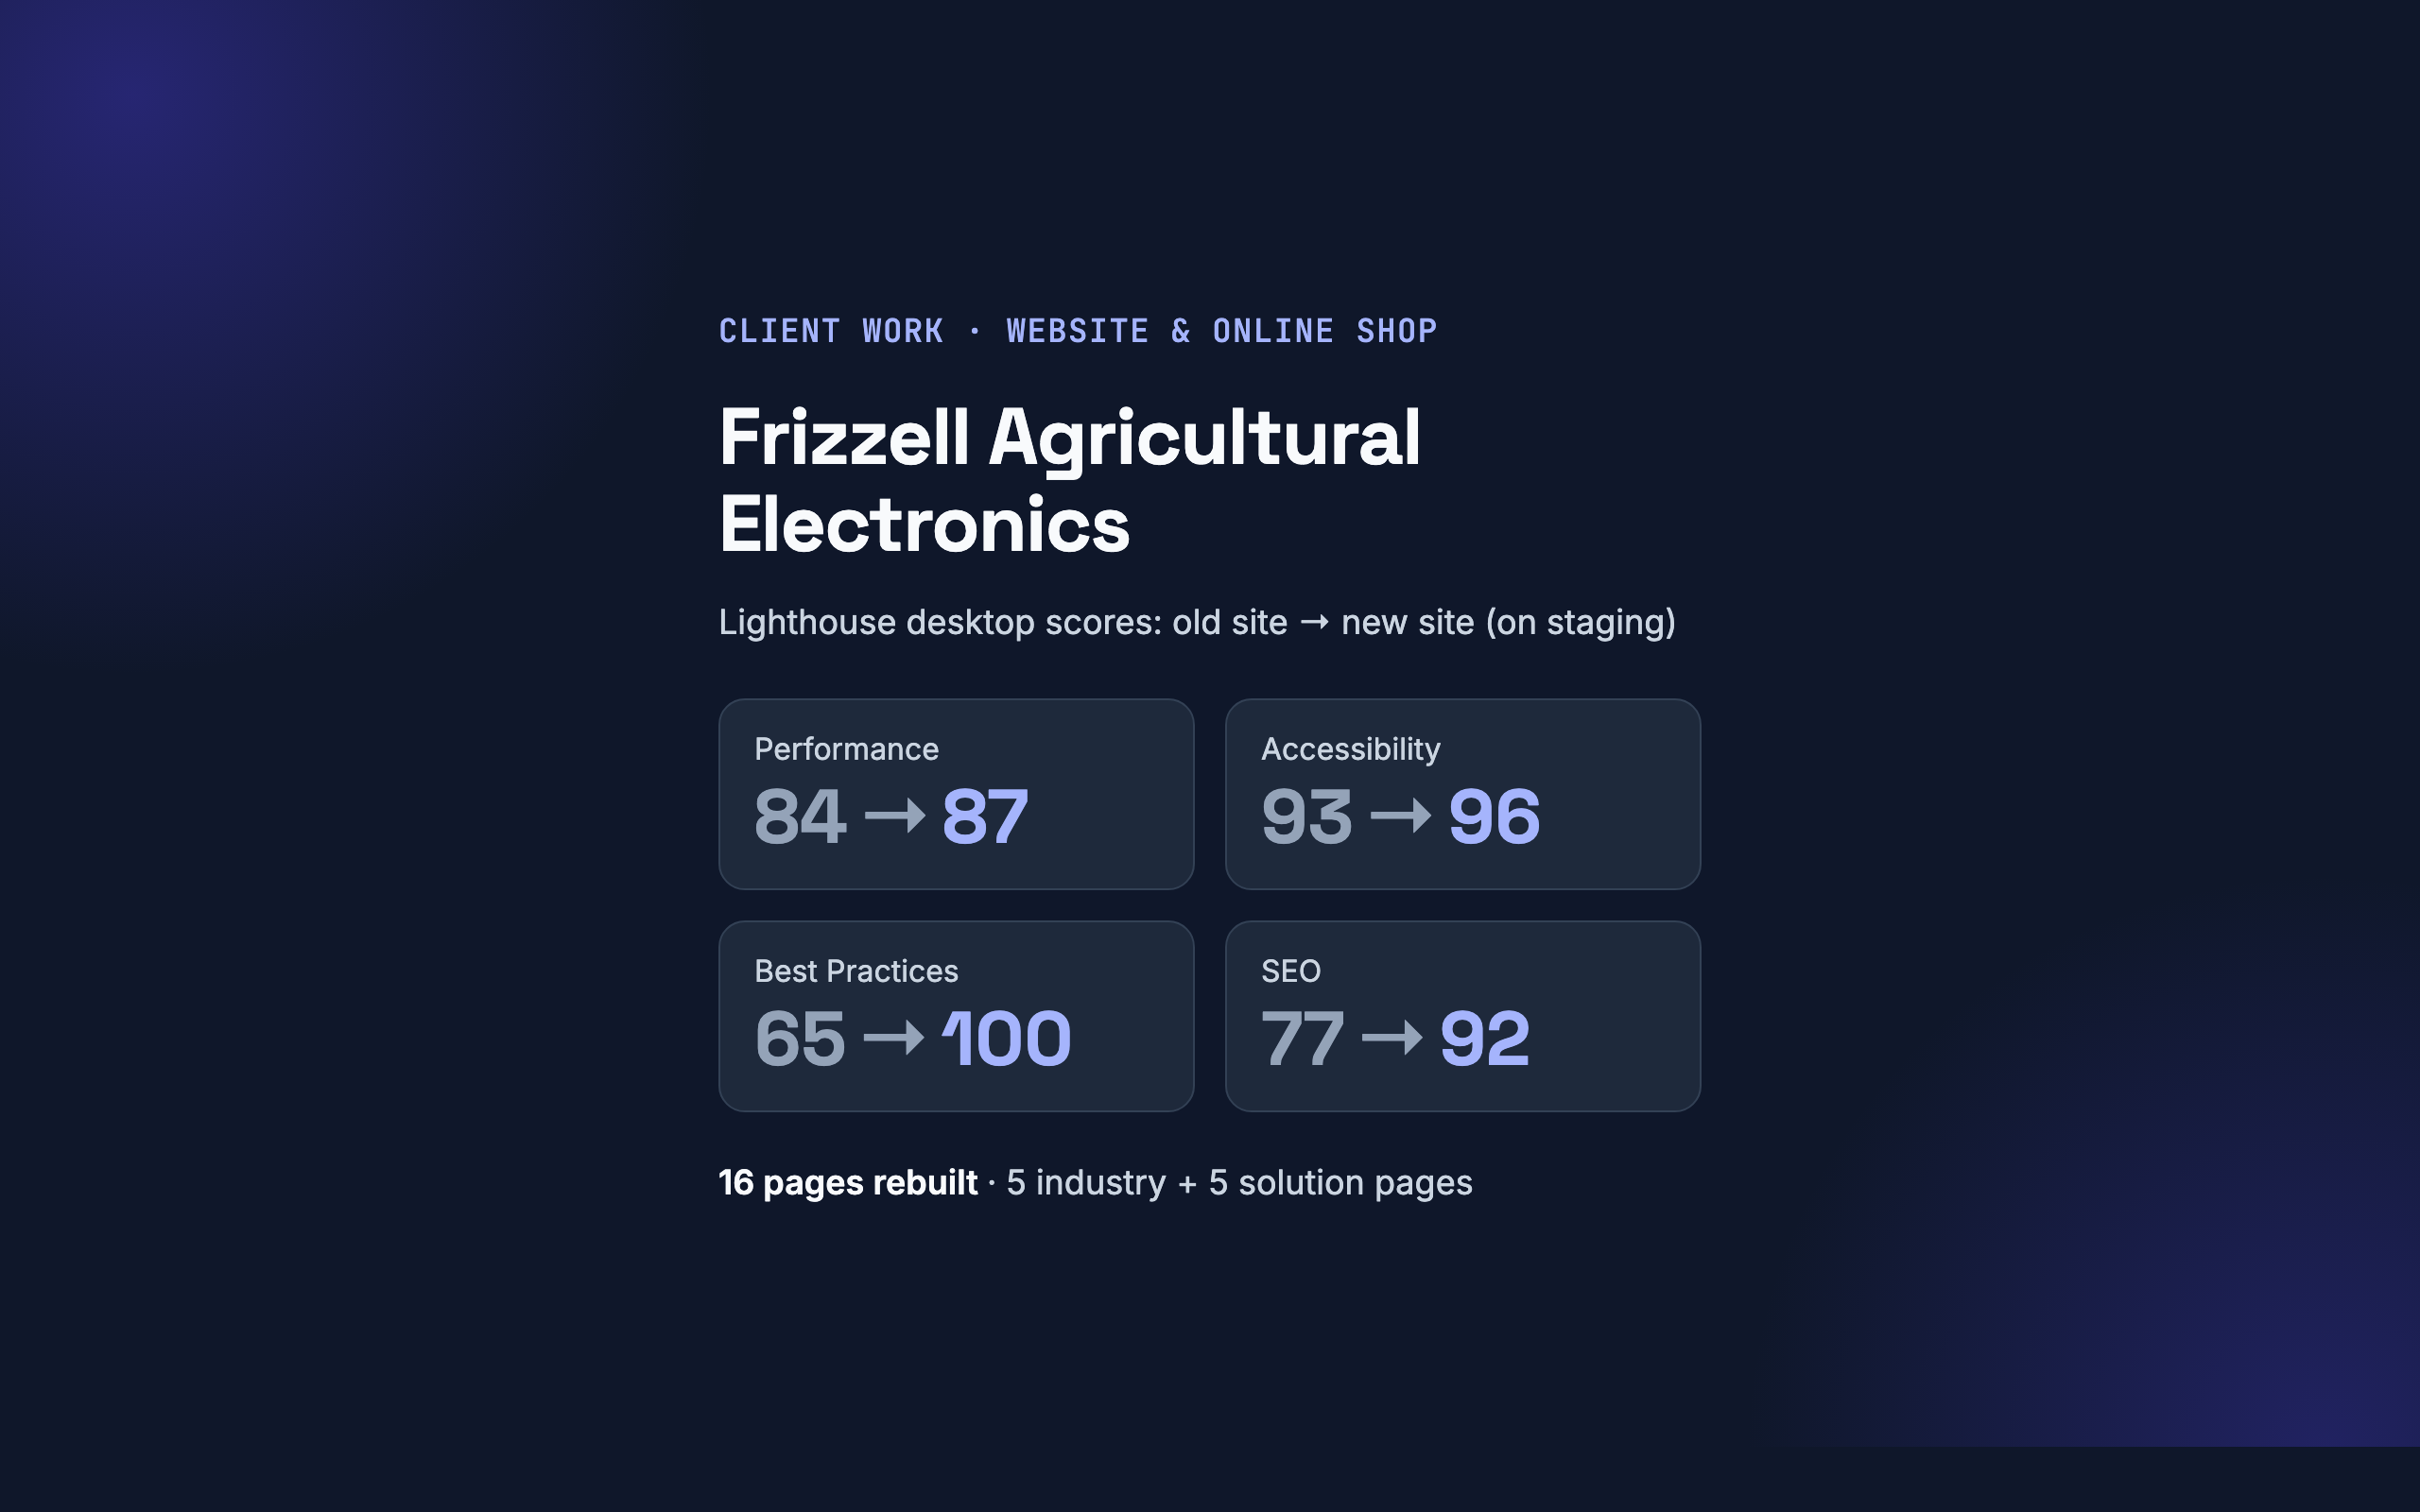 CLIENT WORK · WEBSITE & ONLINE SHOP
Frizzell Agricultural
Electronics
Lighthouse desktop scores: old site → new site (on staging)
Performance
84 → 87
Accessibility
93 → 96
Best Practices
65 → 100
SEO
77 → 92
16 pages rebuilt · 5 industry + 5 solution pages